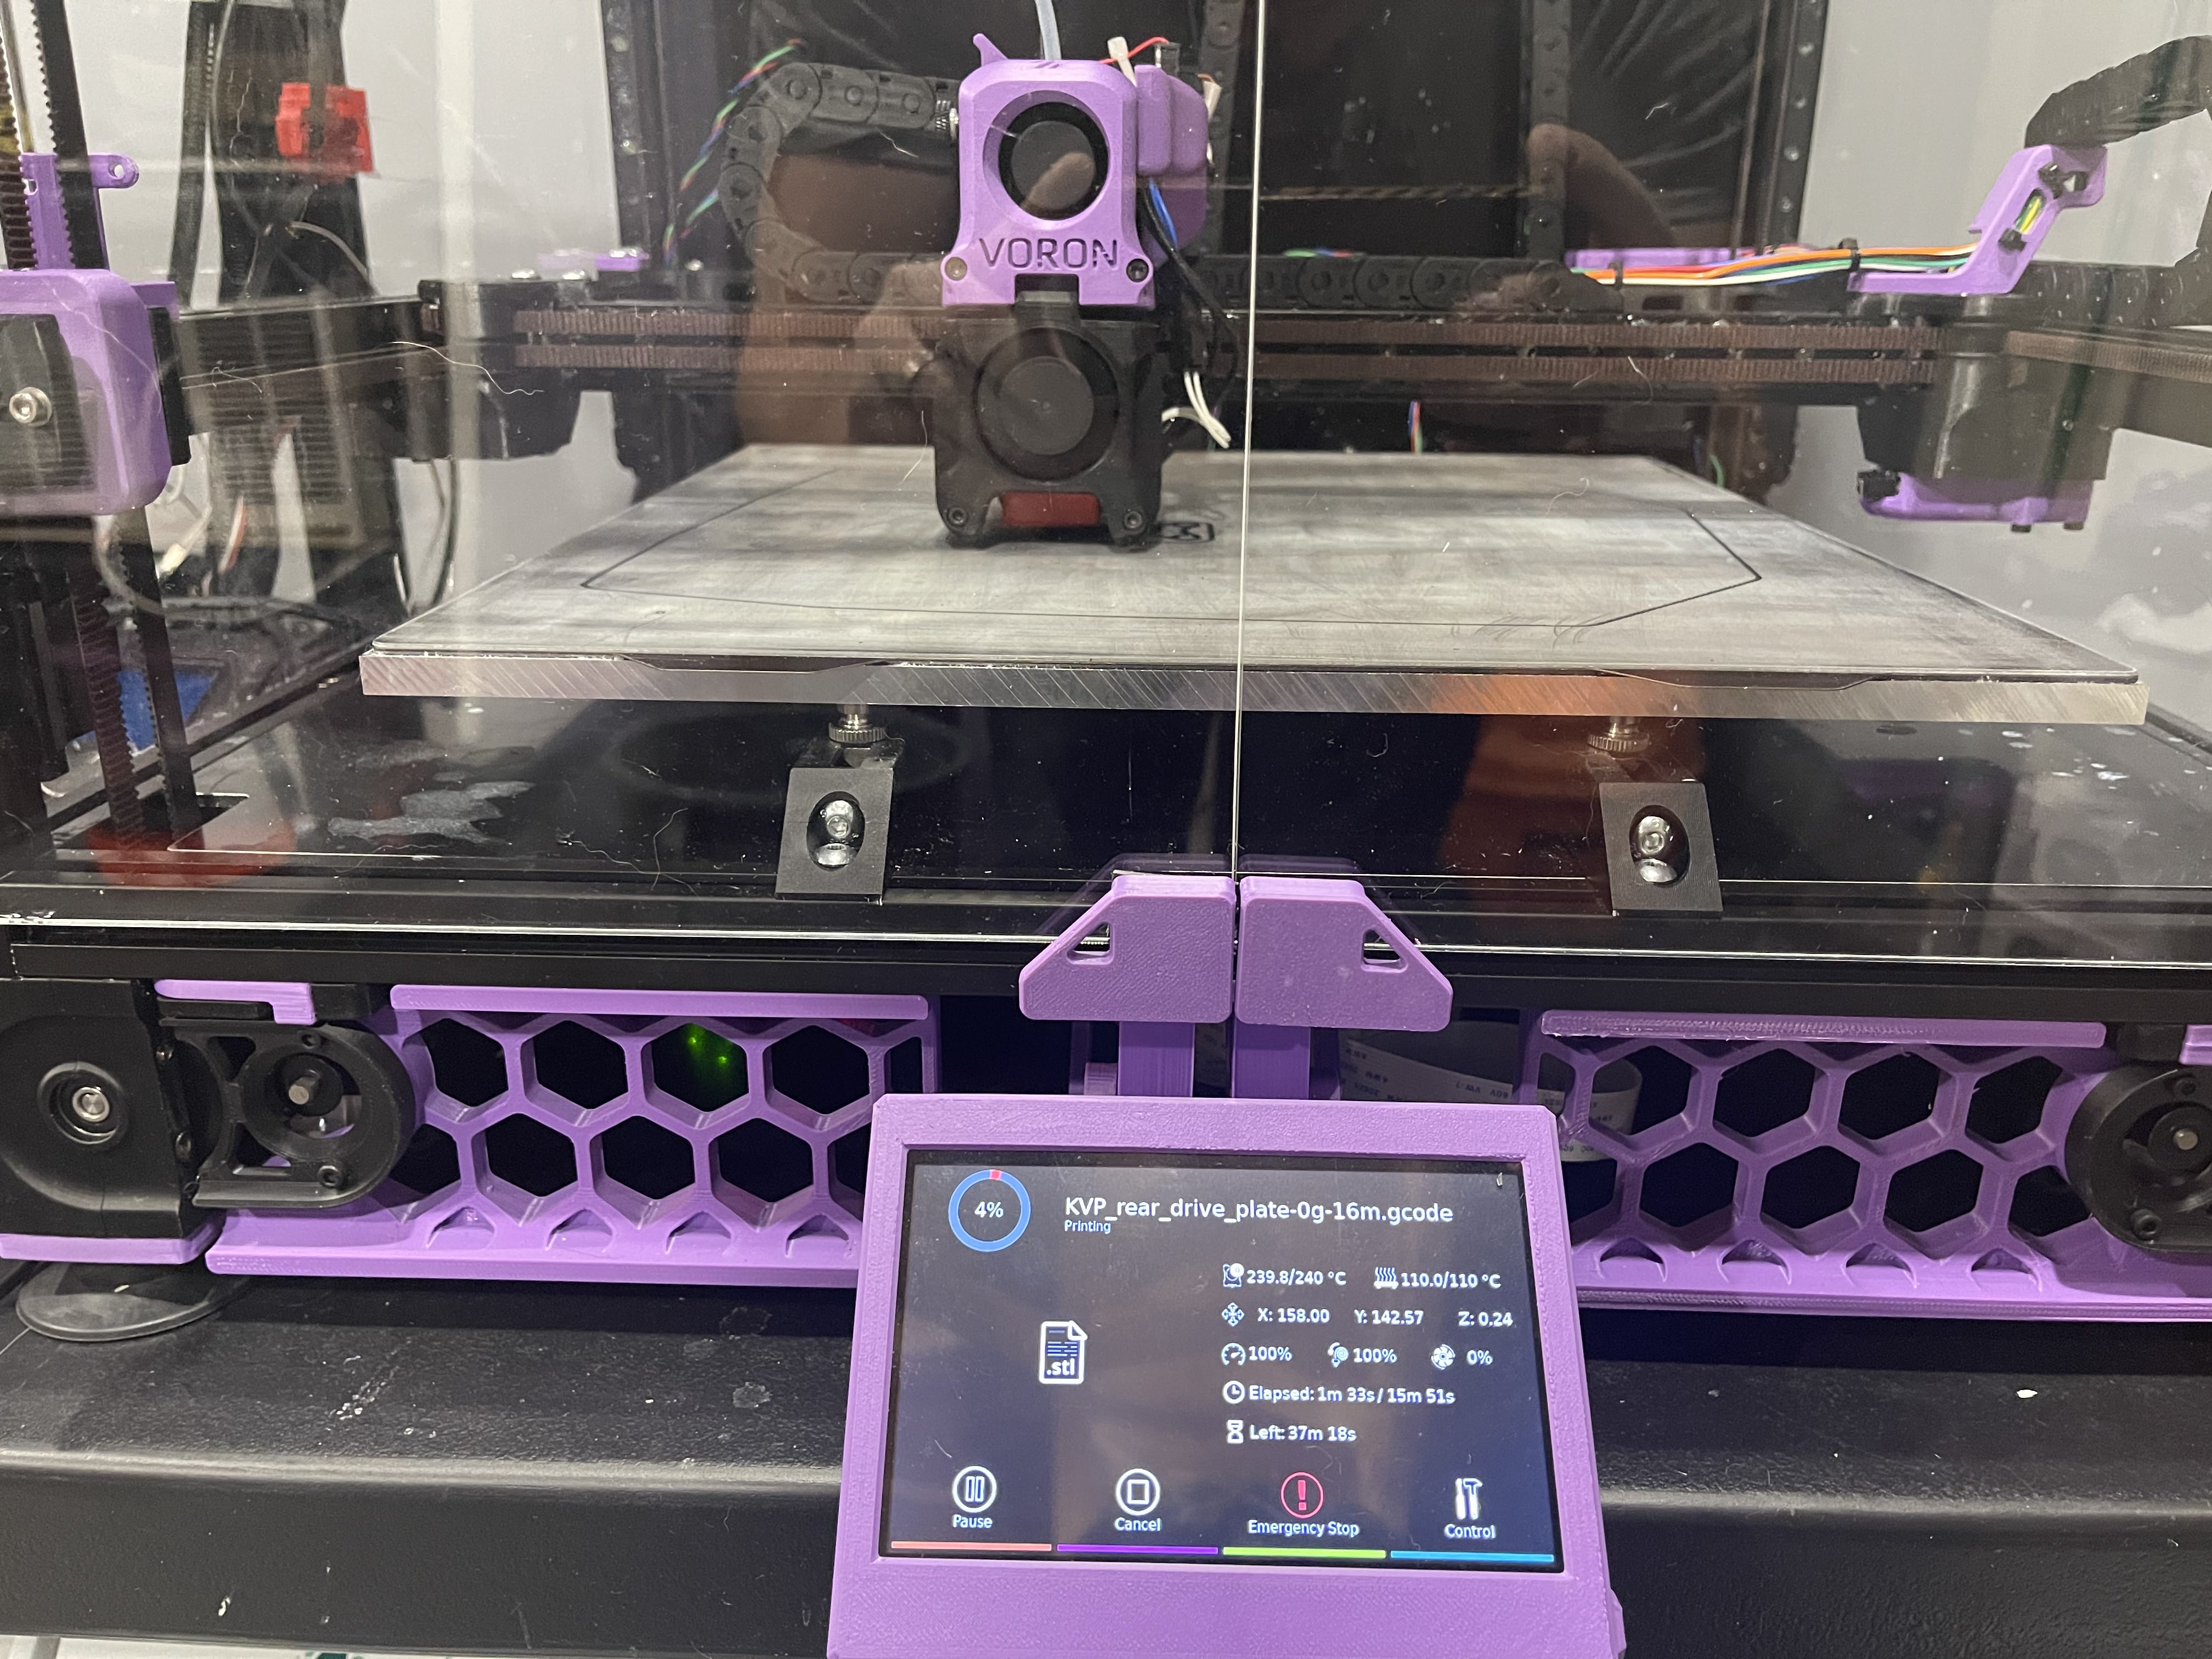 VORON
4%
KVP_rear_drive_plate-0g-16m.gcode
Printing
239.8/240 °C 110.0/110 °C
X: 158.00 Y: 142.57 Z: 0.24
100% 100% 0%
.stl
Elapsed: 1m 33s / 15m 51s
Left: 37m 18s
Pause Cancel Emergency Stop Control